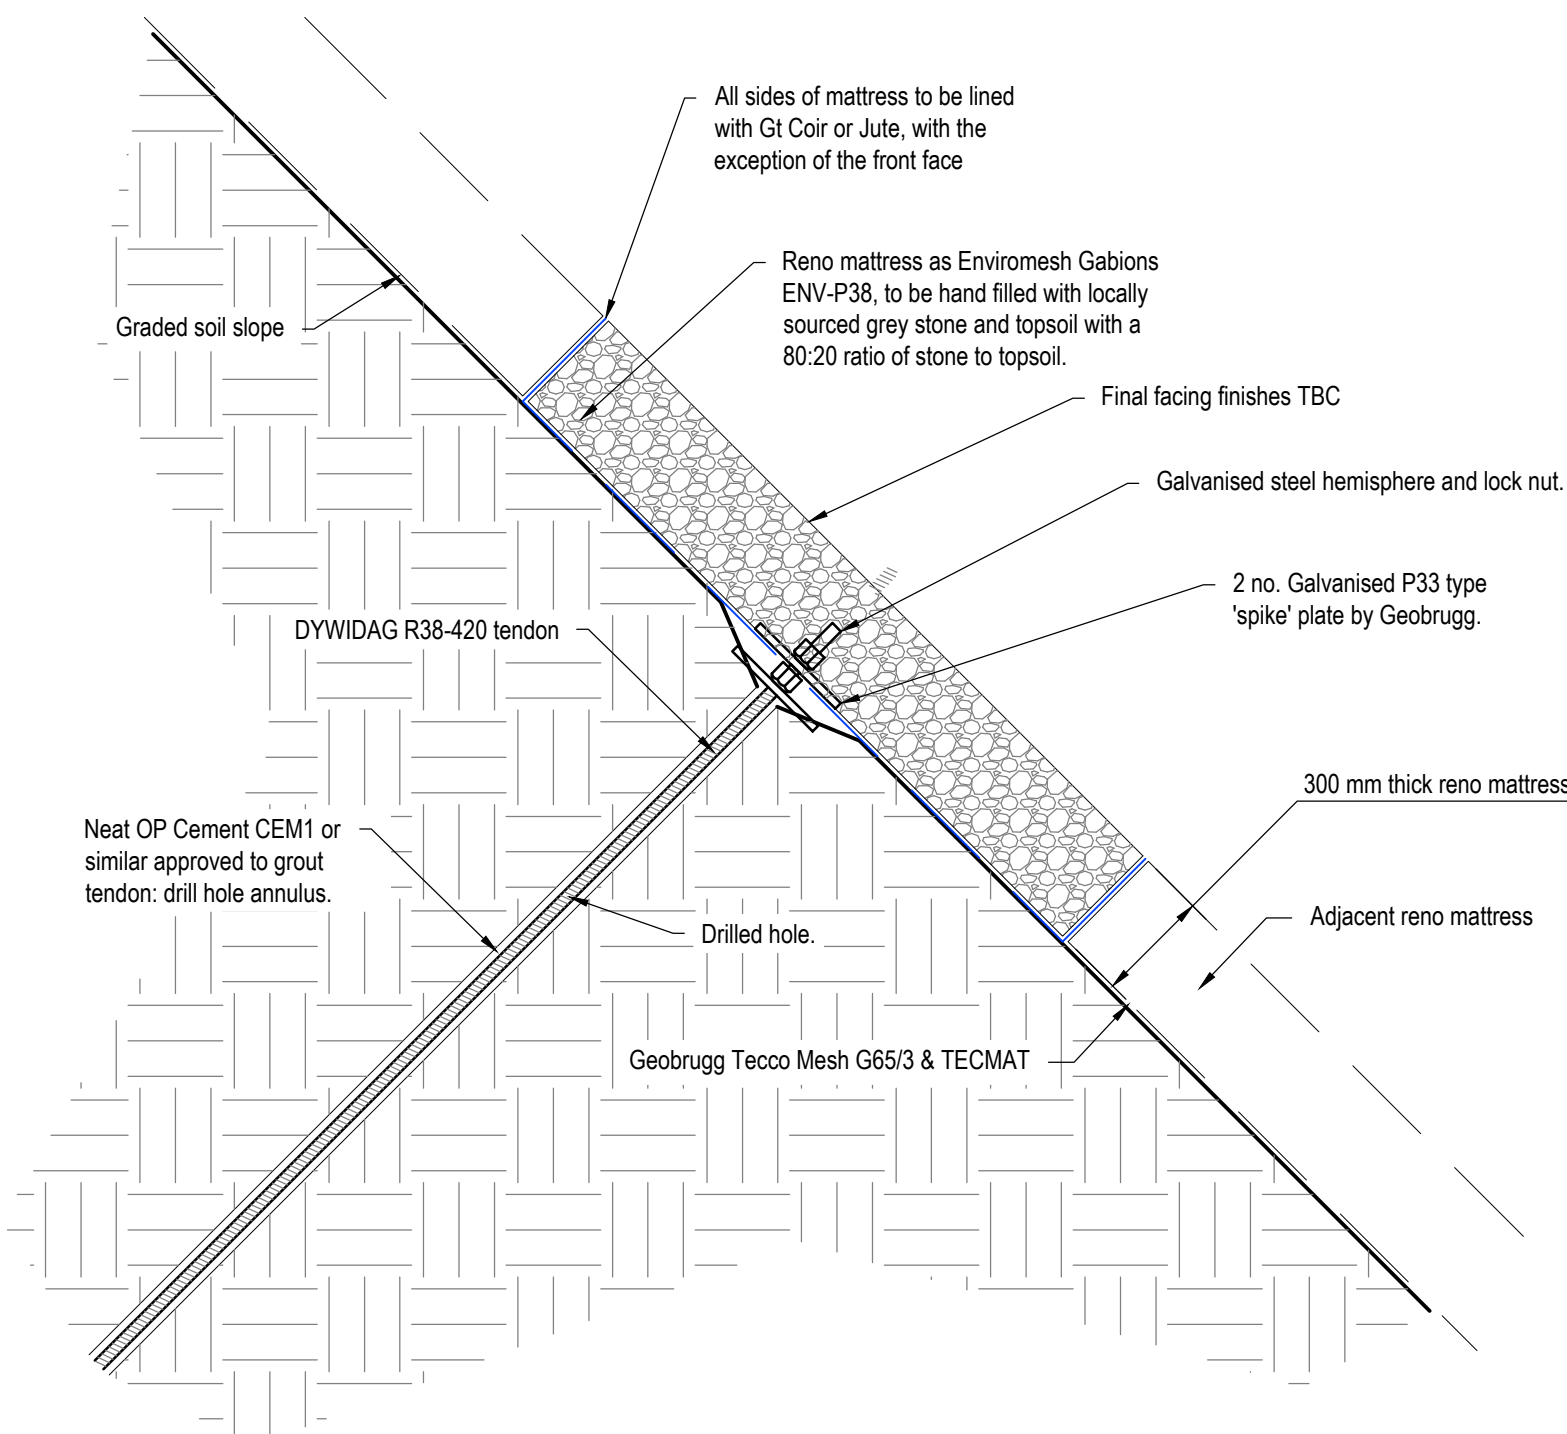 All sides of mattress to be lined
with Gt Coir or Jute, with the
exception of the front face
Reno mattress as Enviromesh Gabions
ENV-P38, to be hand filled with locally
sourced grey stone and topsoil with a
80:20 ratio of stone to topsoil.
Graded soil slope
Final facing finishes TBC
Galvanised steel hemisphere and lock nut.
2 no. Galvanised P33 type
'spike' plate by Geobrugg.
DYWIDAG R38-420 tendon
300 mm thick reno mattress
Neat OP Cement CEM1 or
similar approved to grout
tendon: drill hole annulus.
Drilled hole.
Adjacent reno mattress
Geobrugg Tecco Mesh G65/3 & TECMAT